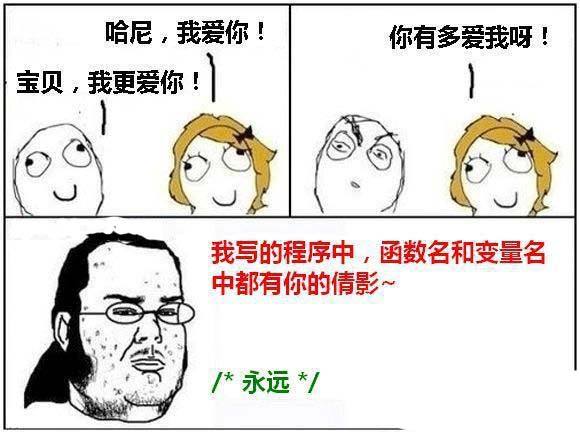 哈尼，我爱你！
宝贝，我更爱你！
你有多爱我呀！
我写的程序中，函数名和变量名
中都有你的倩影~
/* 永远 */